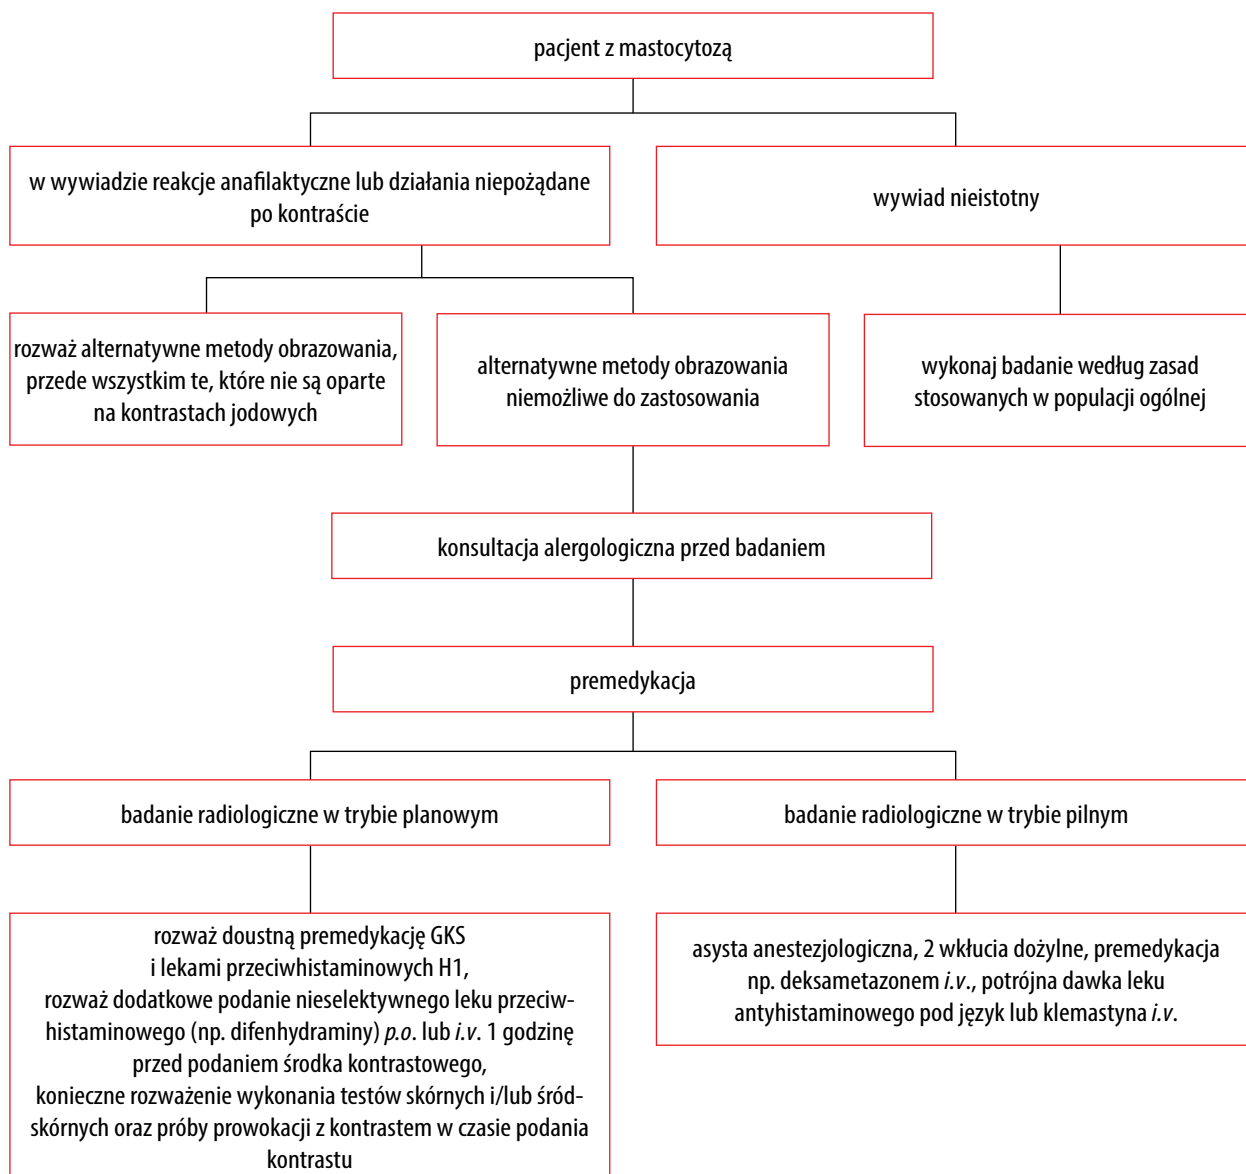 pacjent z mastocytozą
w wywiadzie reakcje anafilaktyczne lub działania niepożądane
po kontraście
wywiad nieistotny
rozważ alternatywne metody obrazowania,
przede wszystkim te, które nie są oparte
na kontrastach jodowych
alternatywne metody obrazowania
niemożliwe do zastosowania
wykonaj badanie według zasad
stosowanych w populacji ogólnej
konsultacja alergologiczna przed badaniem
premedykacja
badanie radiologiczne w trybie planowym
badanie radiologiczne w trybie pilnym
rozważ doustną premedykację GKS
i lekami przeciwhistaminowych H1,
rozważ dodatkowe podanie nieselektywnego leku przeciw-
histaminowego (np. difenhydraminy) p.o. lub i.v. 1 godzinę
przed podaniem środka kontrastowego,
konieczne rozważenie wykonania testów skórnych i/lub śród-
skórnych oraz próby prowokacji z kontrastem w czasie podania
kontrastu
asysta anestezjologiczna, 2 wkłucia dożylne, premedykacja
np. deksametazonem i.v., potrójna dawka leku
antyhistaminowego pod język lub klemastyna i.v.